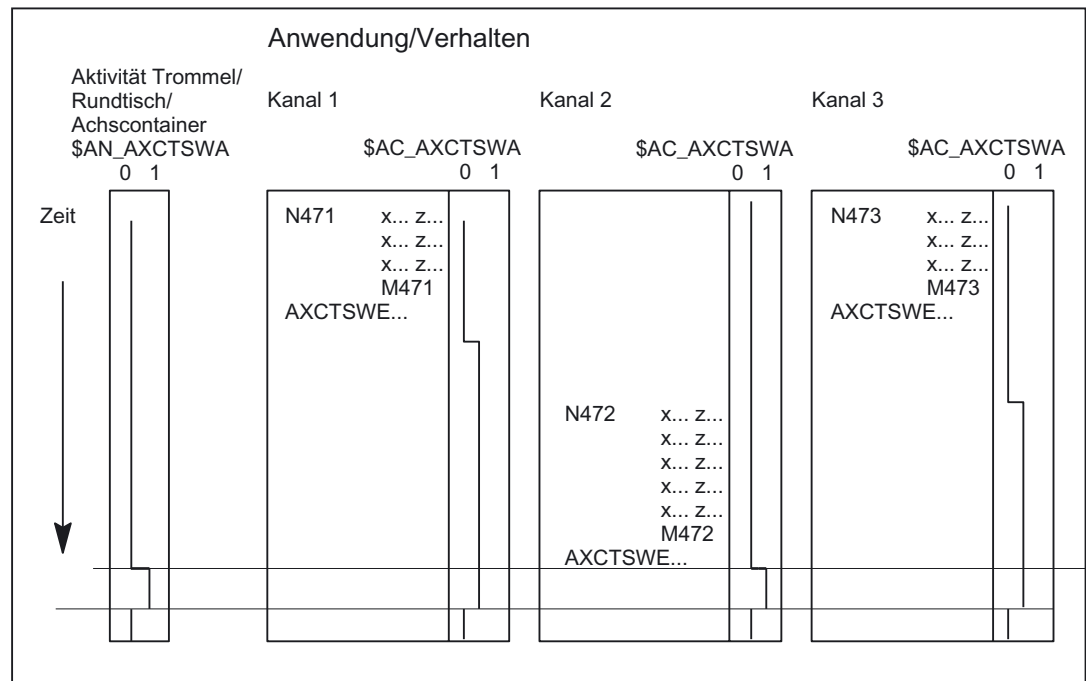 Anwendung/Verhalten
Aktivität Trommel/
Rundtisch/
Achscontainer
$AN_AXCTSWA
0 1
Kanal 1
$AC_AXCTSWA
0 1
Kanal 2
$AC_AXCTSWA
0 1
Kanal 3
$AC_AXCTSWA
0 1
Zeit
N471 x... z...
x... z...
x... z...
M471
AXCTSWE...
N472 x... z...
x... z...
x... z...
x... z...
x... z...
M472
AXCTSWE...
N473 x... z...
x... z...
x... z...
M473
AXCTSWE...